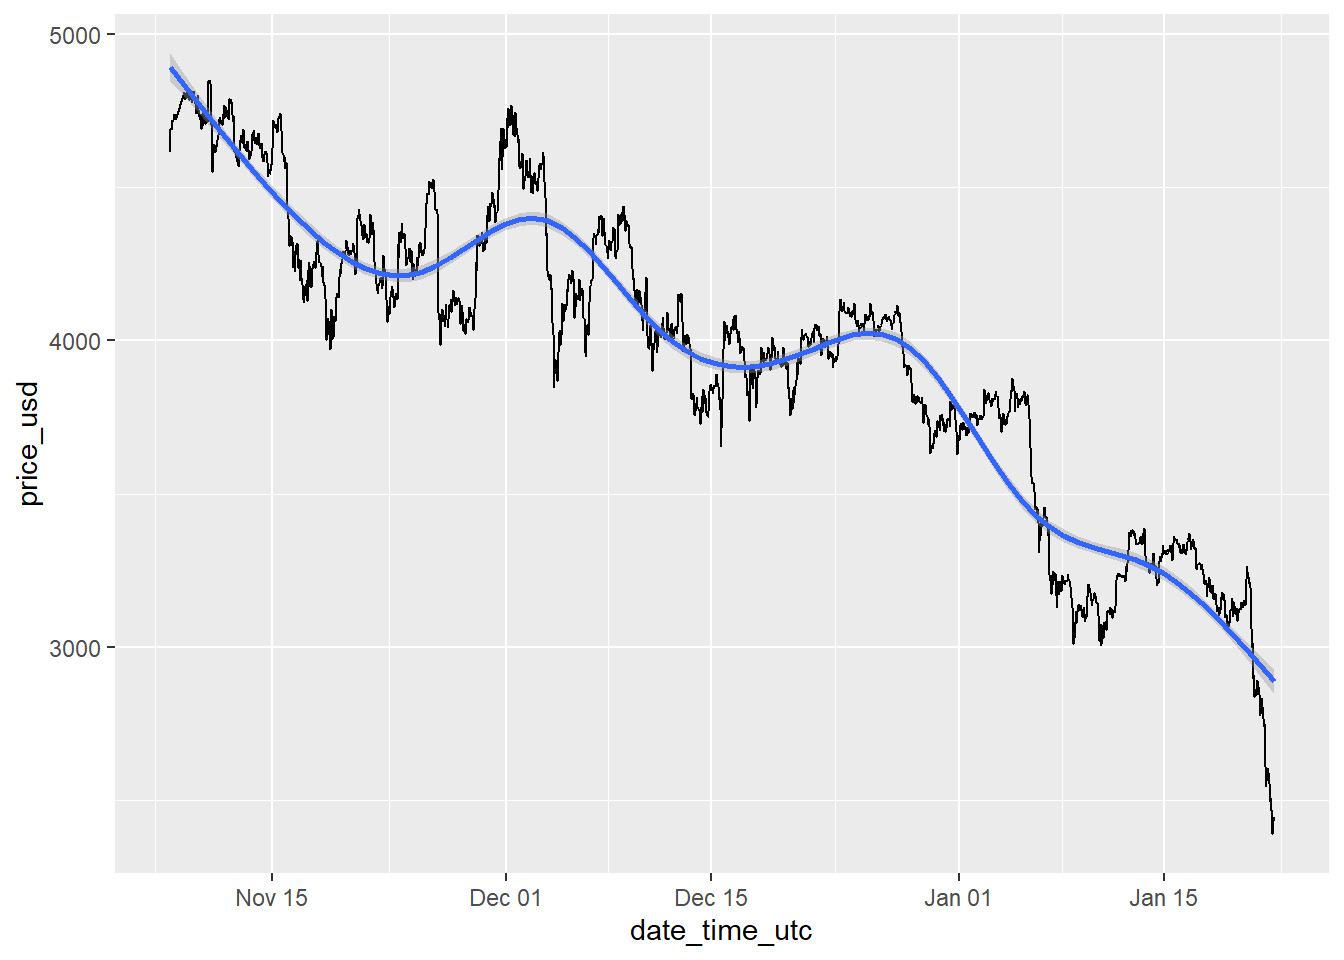 5000
4000
3000
price_usd
Nov 15
Dec 01
Dec 15
Jan 01
Jan 15
date_time_utc